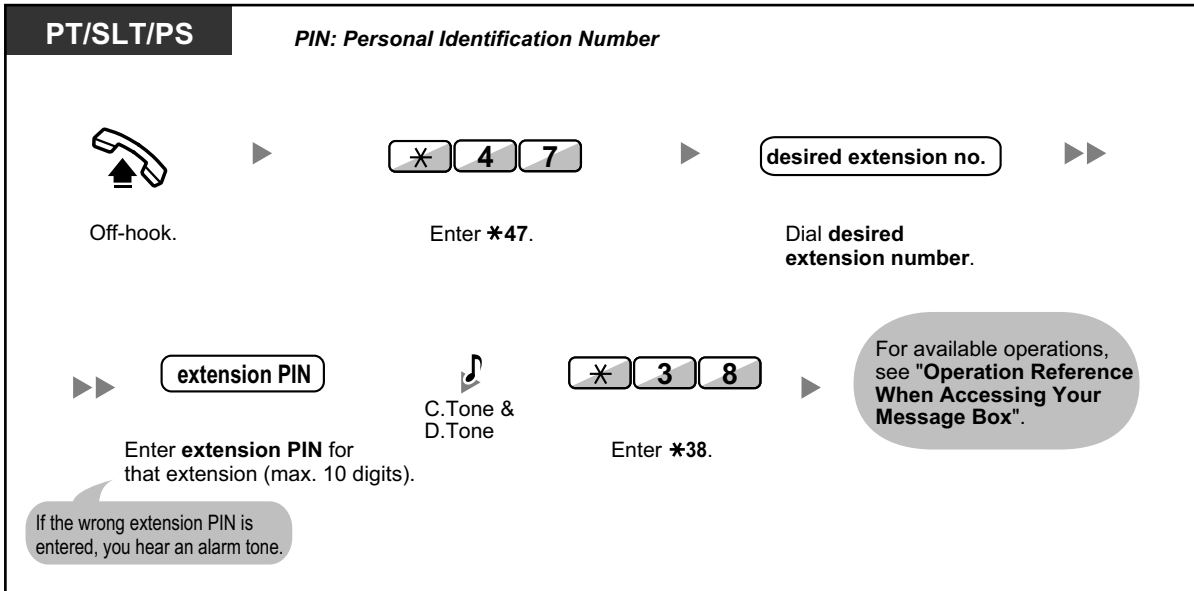 PT/SLT/PS
PIN: Personal Identification Number
* 4 7
desired extension no.
Off-hook.
Enter *47.
Dial desired
extension number.
extension PIN
C.Tone &
D.Tone
* 3 8
For available operations,
see "Operation Reference
When Accessing Your
Message Box".
Enter extension PIN for
that extension (max. 10 digits).
Enter *38.
If the wrong extension PIN is
entered, you hear an alarm tone.